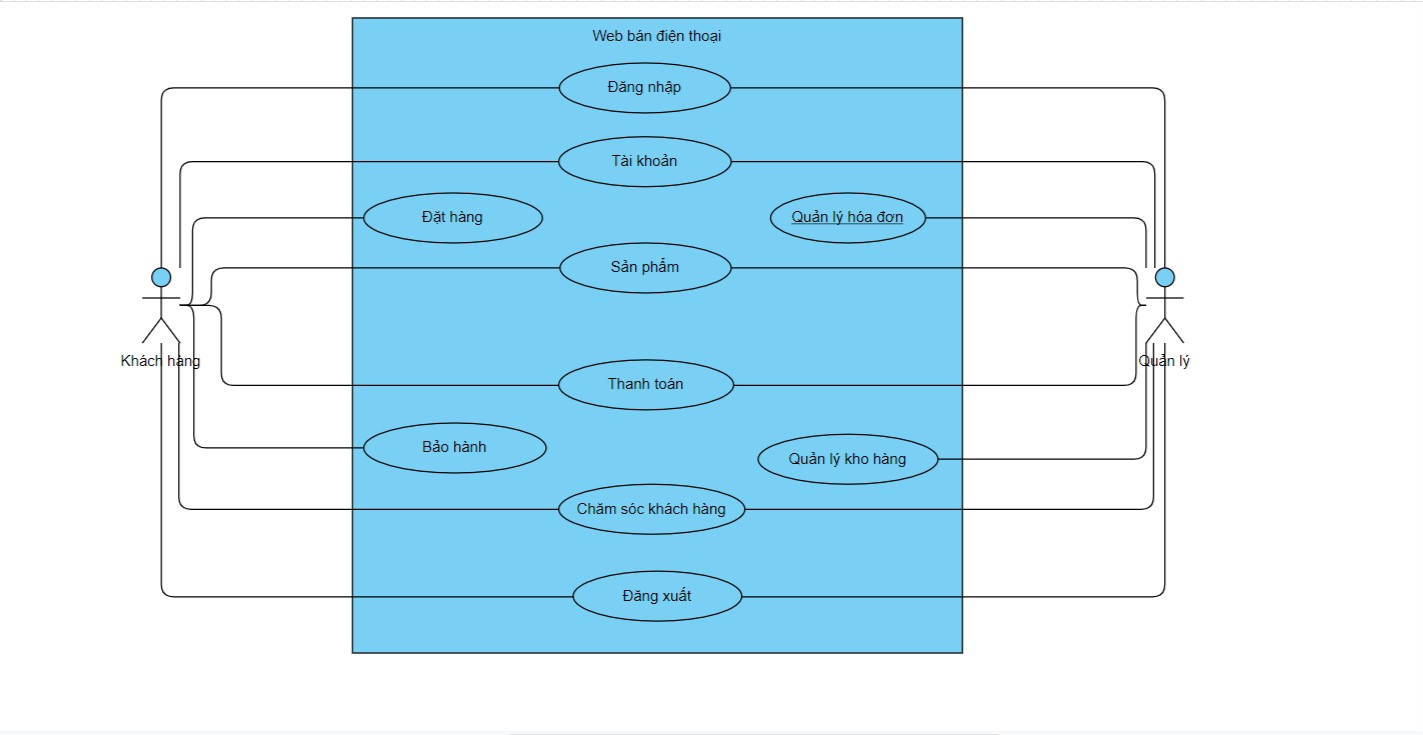 Web bán điện thoại
Đăng nhập
Tài khoản
Đặt hàng
Quản lý hóa đơn
Sản phẩm
Khách hàng
Quản lý
Thanh toán
Bảo hành
Quản lý kho hàng
Chăm sóc khách hàng
Đăng xuất